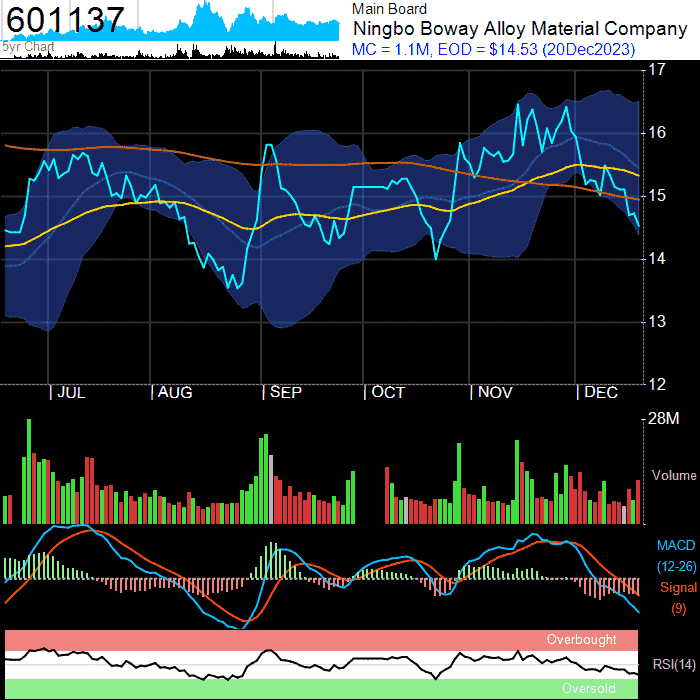 601137
5yr Chart
Main Board
Ningbo Boway Alloy Material Company
MC = 1.1M, EOD = $14.53 (20Dec2023)
17
16
15
14
13
12
| JUL | AUG | SEP | OCT | NOV | DEC
28M
Volume
MACD
(12-26)
Signal
(9)
Overbought
RSI(14)
Oversold